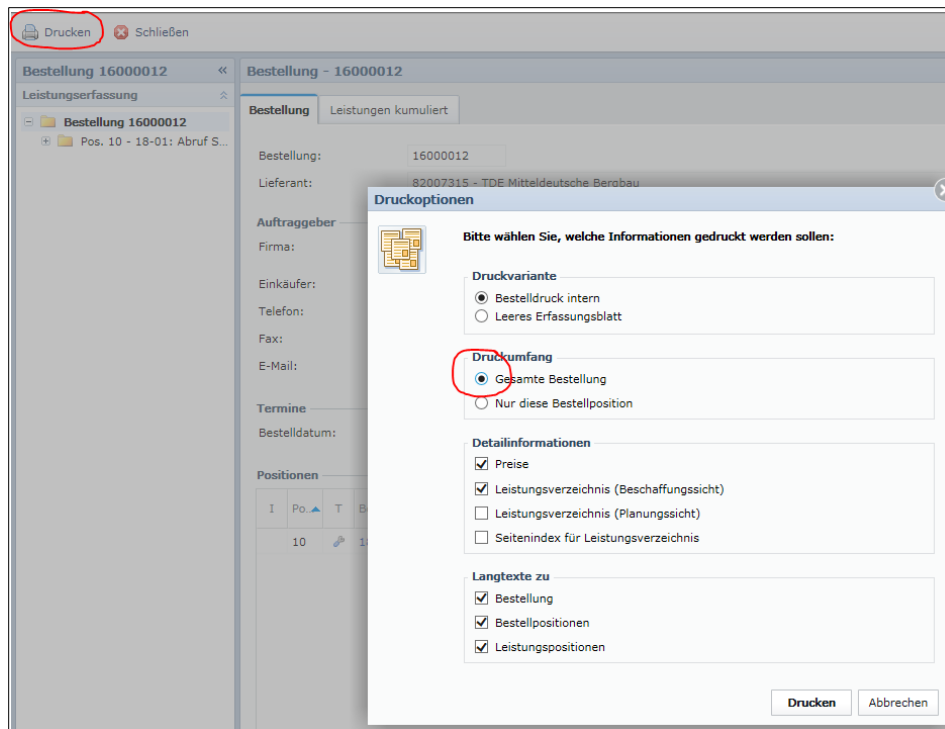 Drucken Schließen
Bestellung 16000012
Leistungserfassung
Bestellung 16000012
Pos. 10 - 18-01: Abruf S...
Bestellung - 16000012
Bestellung Leistungen kumuliert
Bestellung: 16000012
Lieferant: 82007315 - TDE Mitteldeutsche Bergbau
Auftraggeber
Firma:
Einkäufer:
Telefon:
Fax:
E-Mail:
Termine
Bestelldatum:
Positionen
I Po... T
10
Druckoptionen
Bitte wählen Sie, welche Informationen gedruckt werden sollen:
Druckvariante
Bestelldruck intern
Leeres Erfassungsblatt
Druckumfang
Gesamte Bestellung
Nur diese Bestellposition
Detailinformationen
Preise
Leistungsverzeichnis (Beschaffungssicht)
Leistungsverzeichnis (Planungssicht)
Seitenindex für Leistungsverzeichnis
Langtexte zu
Bestellung
Bestellpositionen
Leistungspositionen
Drucken Abbrechen